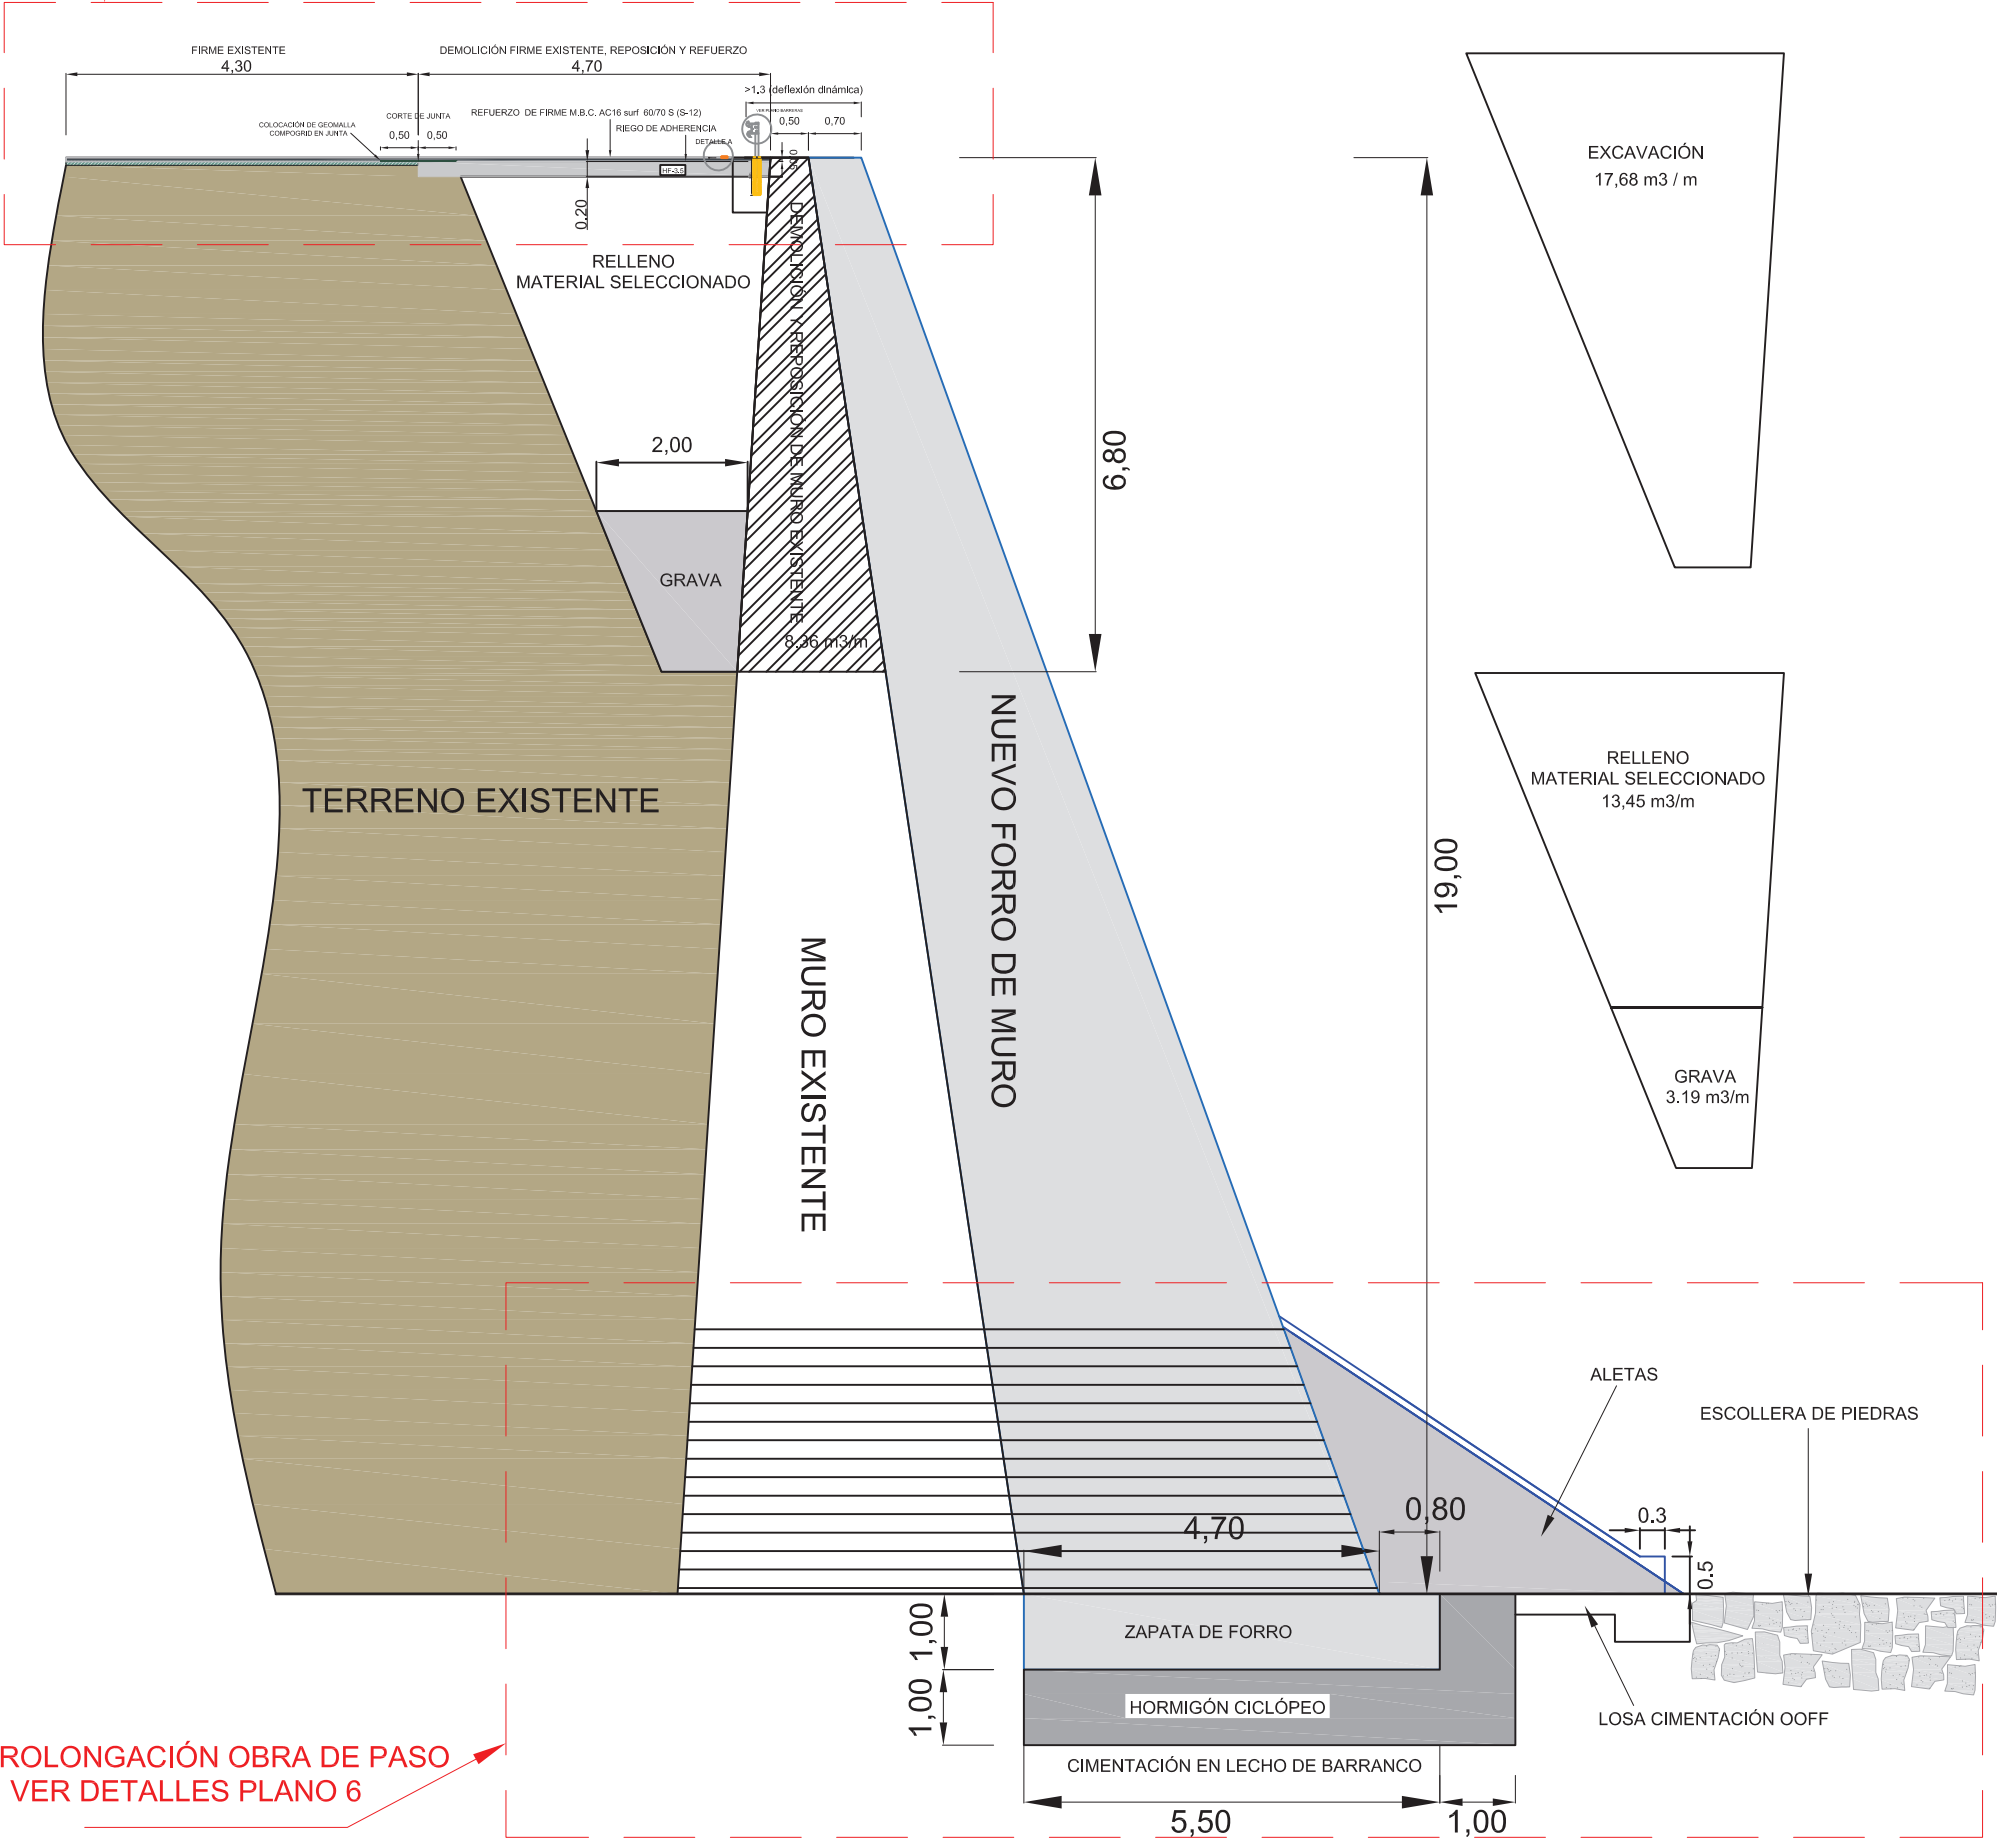 FIRME EXISTENTE
4,30
DEMOLICIÓN FIRME EXISTENTE, REPOSICIÓN Y REFUERZO
4,70
>1,3 (deflexión dinámica)
VER PLANO BARRERAS
0,50
0,70
COLOCACIÓN DE GEOMALLA
COMPOGRID EN JUNTA
CORTE DE JUNTA
0,50
0,50
REFUERZO DE FIRME M.B.C. AC16 surf 60/70 S (S-12)
RIEGO DE ADHERENCIA
DETALLE A
HF-3.5
0.20
RELLENO
MATERIAL SELECCIONADO
DEMOLICIÓN Y REPOSICIÓN DE MURO EXISTENTE
8.36 m3/m
2,00
GRAVA
6,80
19,00
EXCAVACIÓN
17,68 m3 / m
RELLENO
MATERIAL SELECCIONADO
13,45 m3/m
GRAVA
3.19 m3/m
TERRENO EXISTENTE
MURO EXISTENTE
NUEVO FORRO DE MURO
ALETAS
ESCOLLERA DE PIEDRAS
4,70
0,80
0.3
0.5
1,00
1,00
ZAPATA DE FORRO
HORMIGÓN CICLÓPEO
LOSA CIMENTACIÓN OOFF
CIMENTACIÓN EN LECHO DE BARRANCO
5,50
1,00
ROLONGACIÓN OBRA DE PASO
VER DETALLES PLANO 6